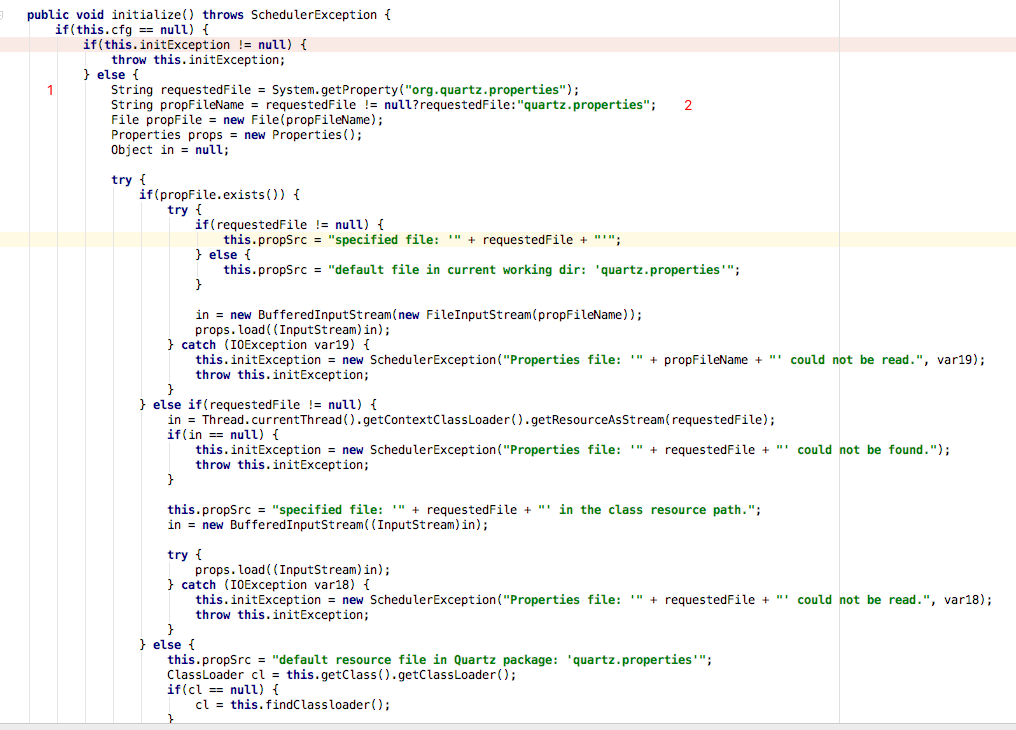 public void initialize() throws SchedulerException {
if(this.cfg == null) {
if(this.initException != null) {
throw this.initException;
} else {
1 String requestedFile = System.getProperty("org.quartz.properties");
String propFileName = requestedFile != null?requestedFile:"quartz.properties"; 2
File propFile = new File(propFileName);
Properties props = new Properties();
Object in = null;
try {
if(propFile.exists()) {
try {
if(requestedFile != null) {
this.propSrc = "specified file: '" + requestedFile + "'";
} else {
this.propSrc = "default file in current working dir: 'quartz.properties'";
}
in = new BufferedInputStream(new FileInputStream(propFileName));
props.load((InputStream)in);
} catch (IOException var19) {
this.initException = new SchedulerException("Properties file: '" + propFileName + "' could not be read.", var19);
throw this.initException;
}
} else if(requestedFile != null) {
in = Thread.currentThread().getContextClassLoader().getResourceAsStream(requestedFile);
if(in == null) {
this.initException = new SchedulerException("Properties file: '" + requestedFile + "' could not be found.");
throw this.initException;
}
this.propSrc = "specified file: '" + requestedFile + "' in the class resource path.";
in = new BufferedInputStream((InputStream)in);
try {
props.load((InputStream)in);
} catch (IOException var18) {
this.initException = new SchedulerException("Properties file: '" + requestedFile + "' could not be read.", var18);
throw this.initException;
}
} else {
this.propSrc = "default resource file in Quartz package: 'quartz.properties'";
ClassLoader cl = this.getClass().getClassLoader();
if(cl == null) {
cl = this.findClassloader();
}